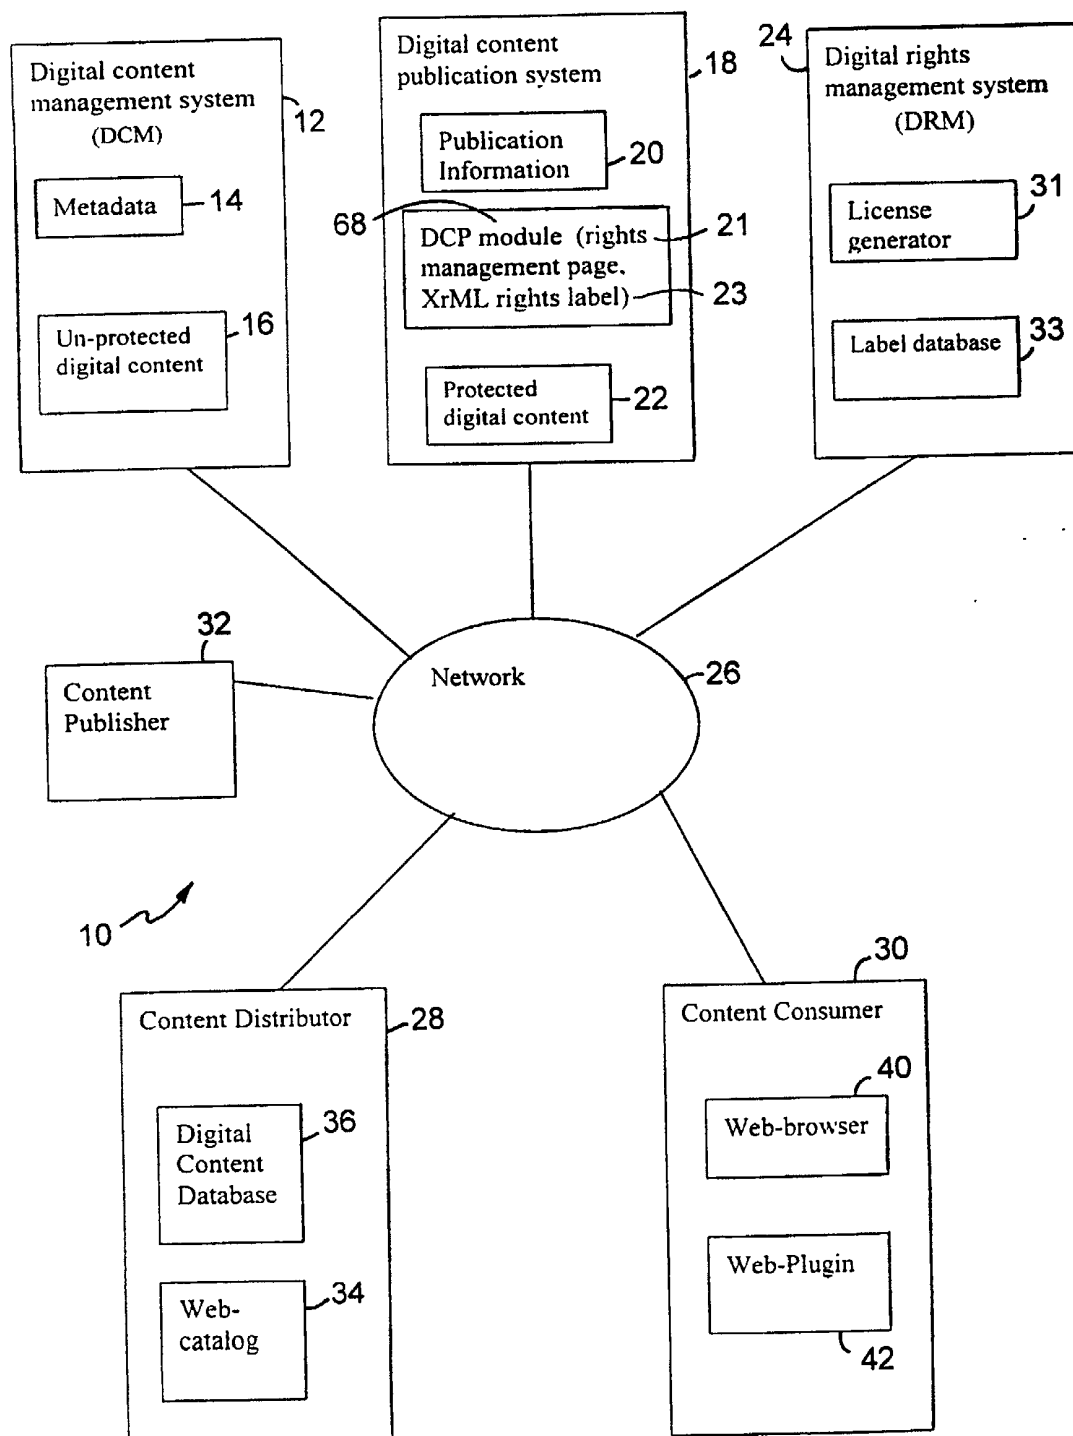 Digital content
management system
(DCM)
12
Metadata
14
Un-protected
digital content
16
Digital content
publication system
18
Publication
Information
20
68
DCP module (rights
management page,
XrML rights label)
21
23
Protected
digital content
22
24
Digital rights
management system
(DRM)
License
generator
31
Label database
33
32
Content
Publisher
Network
26
10
Content Distributor
28
Digital
Content
Database
36
Web-
catalog
34
30
Content Consumer
40
Web-browser
Web-Plugin
42